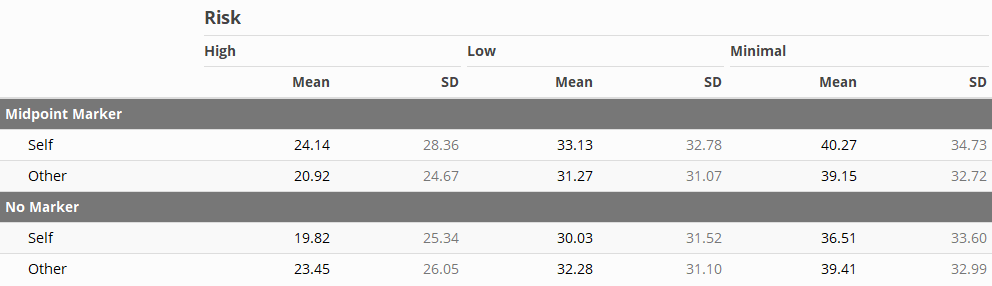 Risk
High Low Minimal
Mean SD Mean SD Mean SD
Midpoint Marker
Self 24.14 28.36 33.13 32.78 40.27 34.73
Other 20.92 24.67 31.27 31.07 39.15 32.72
No Marker
Self 19.82 25.34 30.03 31.52 36.51 33.60
Other 23.45 26.05 32.28 31.10 39.41 32.99